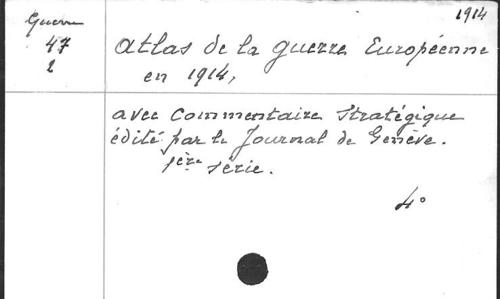 1914
Guerre
47
2
Atlas de la guerre Européenne
en 1914,
avec Commentaire Stratégique
édité par le Journal de Genève.
1ère série.
4°